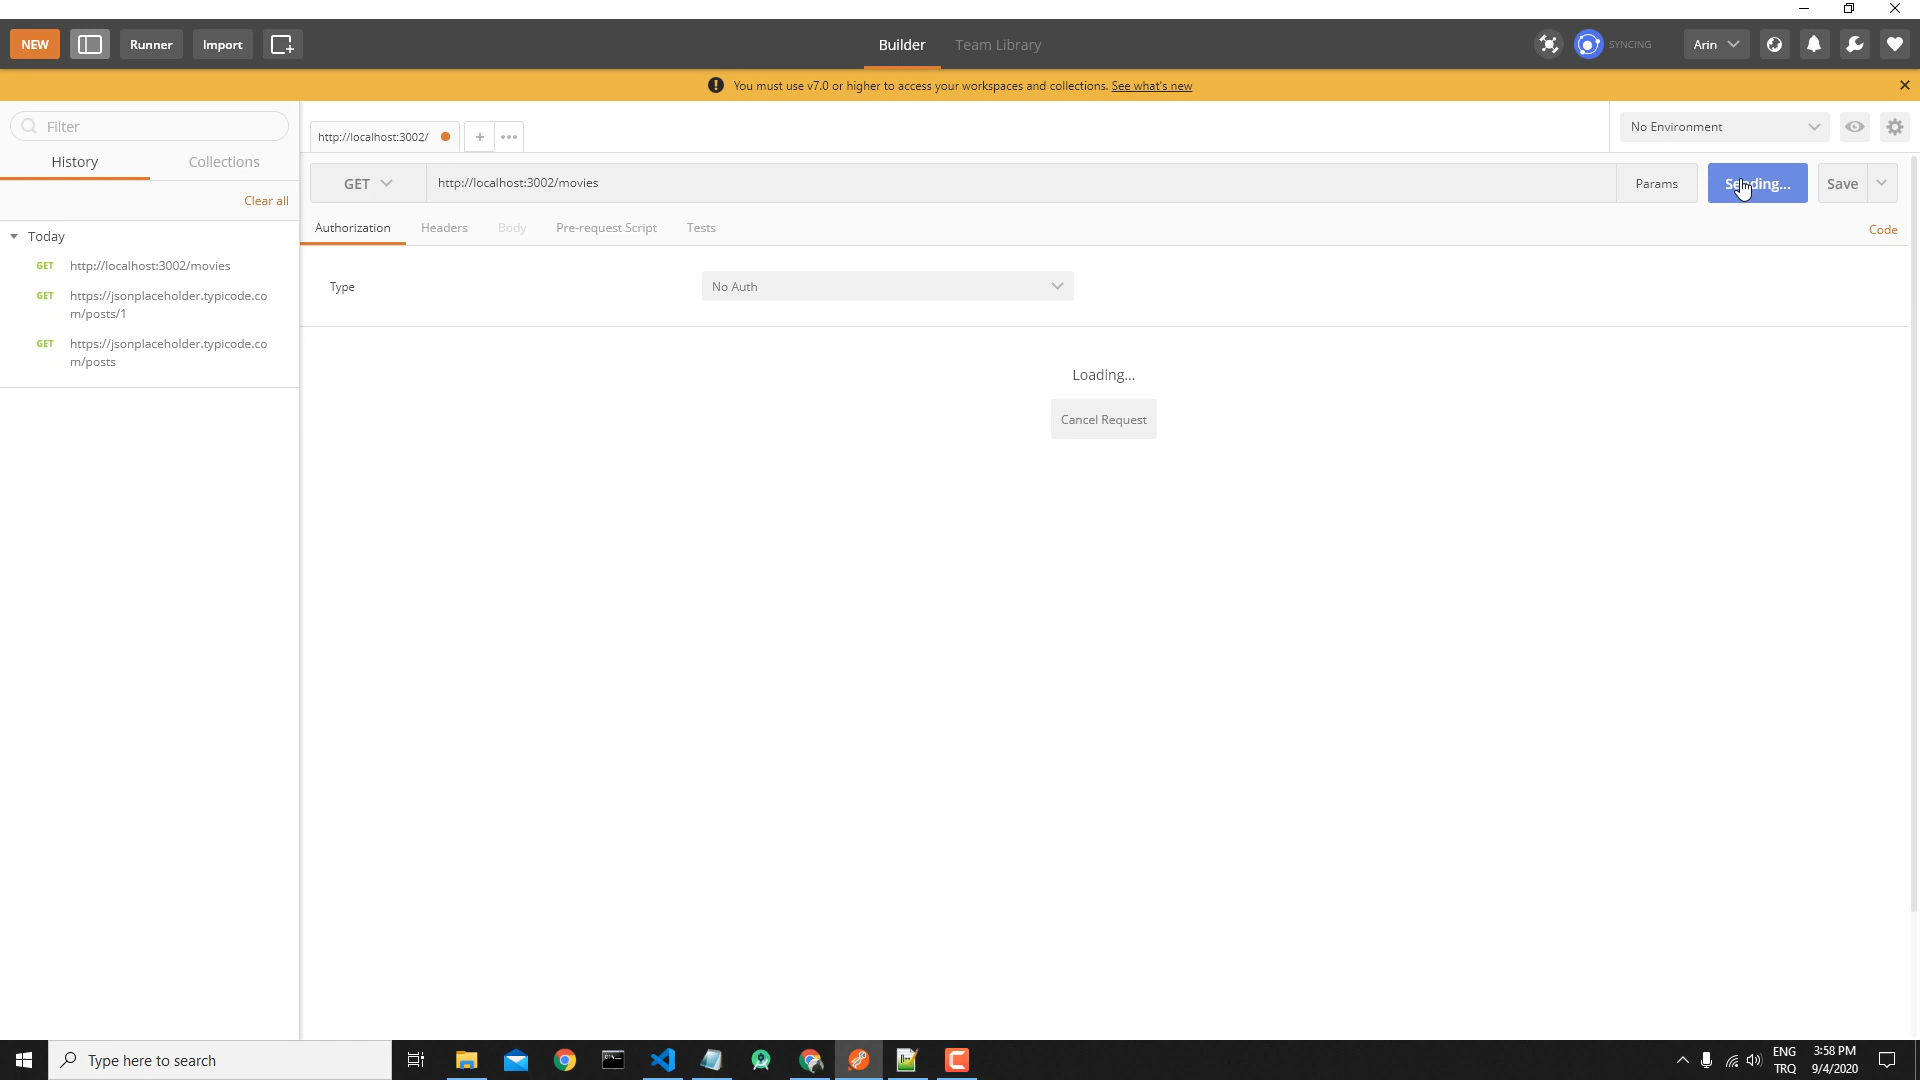 NEW
Runner
Import
Builder
Team Library
SYNCING
Arin
You must use v7.0 or higher to access your workspaces and collections. See what's new
Filter
History
Collections
Clear all
Today
GET http://localhost:3002/movies
GET https://jsonplaceholder.typicode.co
m/posts/1
GET https://jsonplaceholder.typicode.co
m/posts
http://localhost:3002/
No Environment
GET
http://localhost:3002/movies
Params
Sending...
Save
Authorization
Headers
Body
Pre-request Script
Tests
Code
Type
No Auth
Loading...
Cancel Request
Type here to search
ENG
TRQ
3:58 PM
9/4/2020